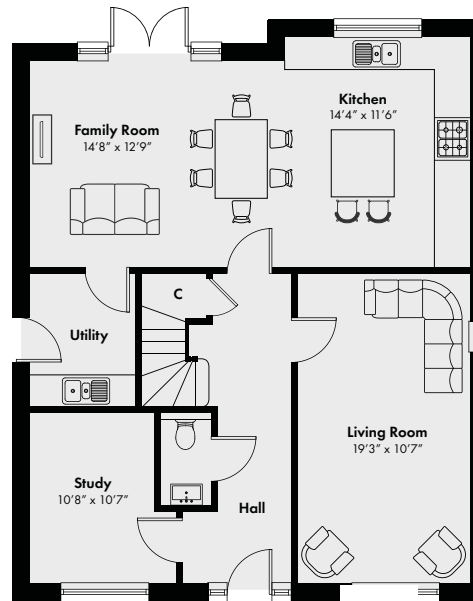 Kitchen
14'4" x 11'6"
Family Room
14'8" x 12'9"
C
Utility
Living Room
19'3" x 10'7"
Study
10'8" x 10'7"
Hall